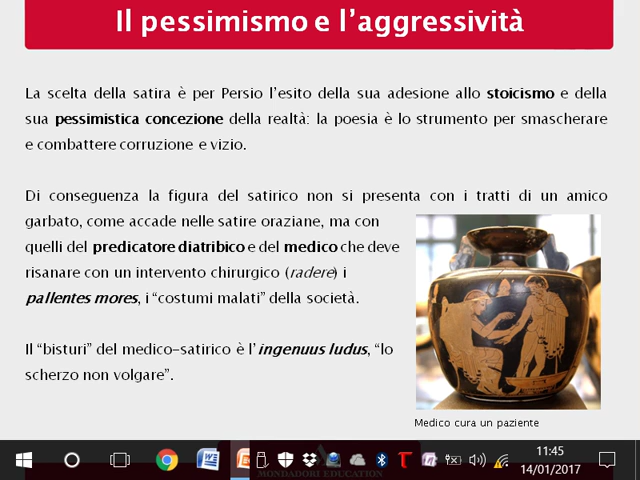 Il pessimismo e l'aggressività
La scelta della satira è per Persio l'esito della sua adesione allo stoicismo e della
sua pessimistica concezione della realtà: la poesia è lo strumento per smascherare
e combattere corruzione e vizio.
Di conseguenza la figura del satirico non si presenta con i tratti di un amico
garbato, come accade nelle satire oraziane, ma con
quelli del predicatore diatribico e del medico che deve
risanare con un intervento chirurgico (radere) i
pallentes mores, i “costumi malati” della società.
Il “bisturi” del medico-satirico è l'ingenuus ludus, “lo
scherzo non volgare”.
Medico cura un paziente
MONDADORI EDUCATION
11:45
14/01/2017